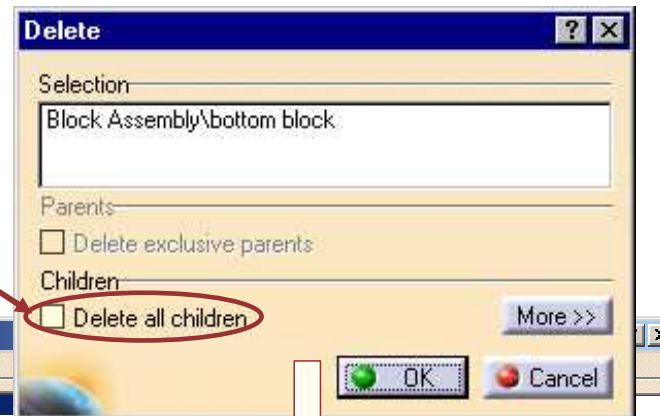 Delete
Selection
Block Assembly\bottom block
Parents
Delete exclusive parents
Children
Delete all children
More >>
OK
Cancel